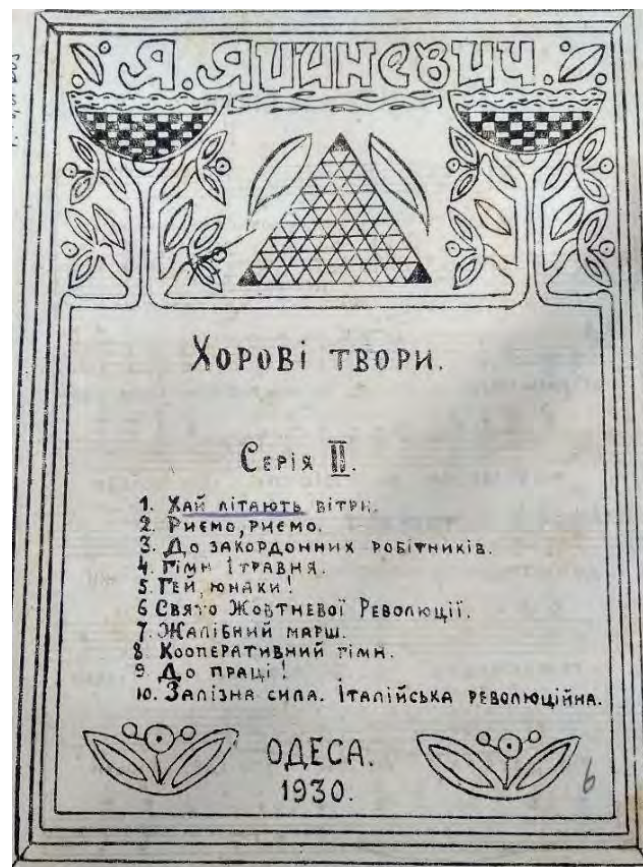 Я. ЯЦИНЕВИЧ.
ХОРОВІ ТВОРИ.
СЕРІЯ II.
1. ХАЙ ЛІТАЮТЬ ВІТРИ.
2. РИЄМО, РИЄМО.
3. ДО ЗАКОРДОННИХ РОБІТНИКІВ.
4. ГІМН 1 ТРАВНЯ.
5. ГЕЙ, ЮНАКИ!
6 СВЯТО ЖОВТНЕВОЇ РЕВОЛЮЦІЇ.
7. ЖАЛІБНИЙ МАРШ.
8 КООПЕРАТИВНИЙ ГІМН.
9 ДО ПРАЦІ!
10. ЗАЛІЗНА СИЛА. ІТАЛІЙСЬКА РЕВОЛЮЦІЙНА.
ОДЕСА.
1930.
6